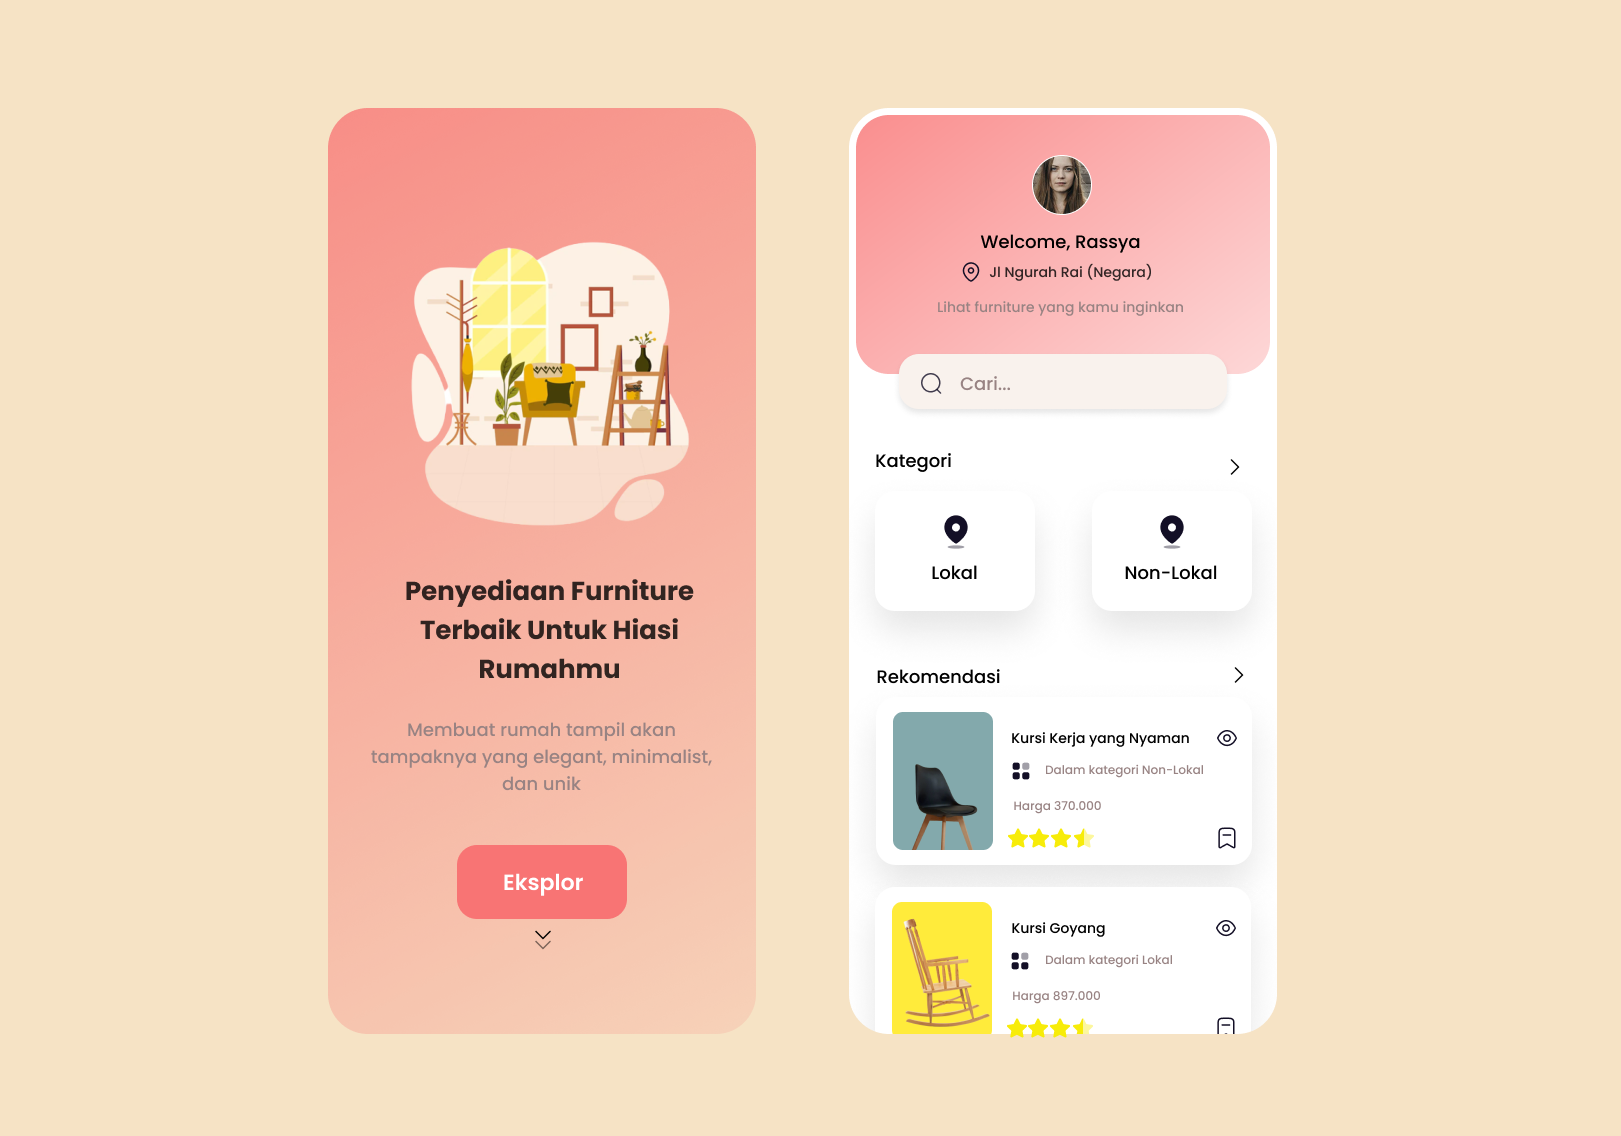 Penyediaan Furniture
Terbaik Untuk Hiasi
Rumahmu
Membuat rumah tampil akan
tampaknya yang elegant, minimalist,
dan unik
Eksplor
Welcome, Rassya
Jl Ngurah Rai (Negara)
Lihat furniture yang kamu inginkan
Cari...
Kategori
Lokal
Non-Lokal
Rekomendasi
Kursi Kerja yang Nyaman
Dalam kategori Non-Lokal
Harga 370.000
Kursi Goyang
Dalam kategori Lokal
Harga 897.000